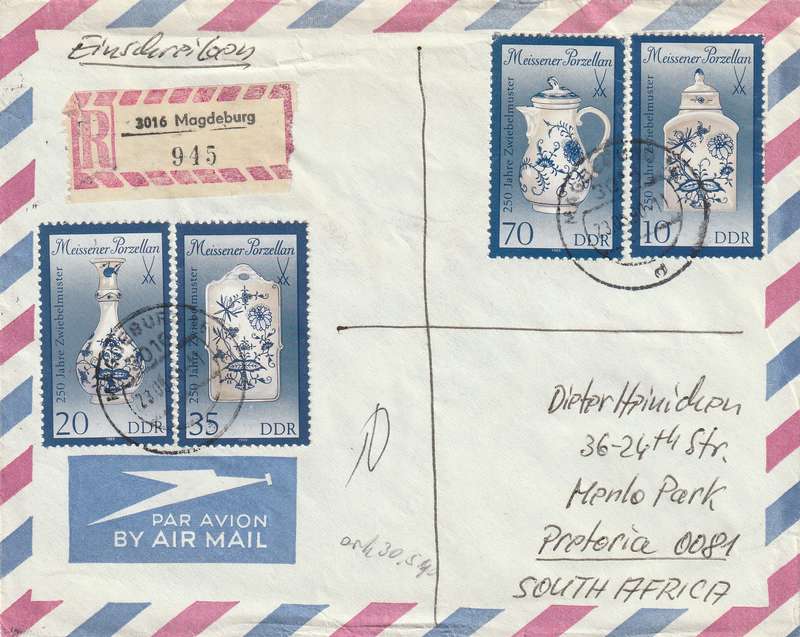 Einschreiben
R
3016 Magdeburg
945
Meissener Porzellan
250 Jahre Zwiebelmuster
70 DDR
Meissener Porzellan
250 Jahre Zwiebelmuster
10 DDR
Meissener Porzellan
250 Jahre Zwiebelmuster
20 DDR
Meissener Porzellan
250 Jahre Zwiebelmuster
35 DDR
PAR AVION
BY AIR MAIL
Dieter Heinichen
36-24th Str.
Menlo Park
Pretoria 0081
SOUTH AFRICA